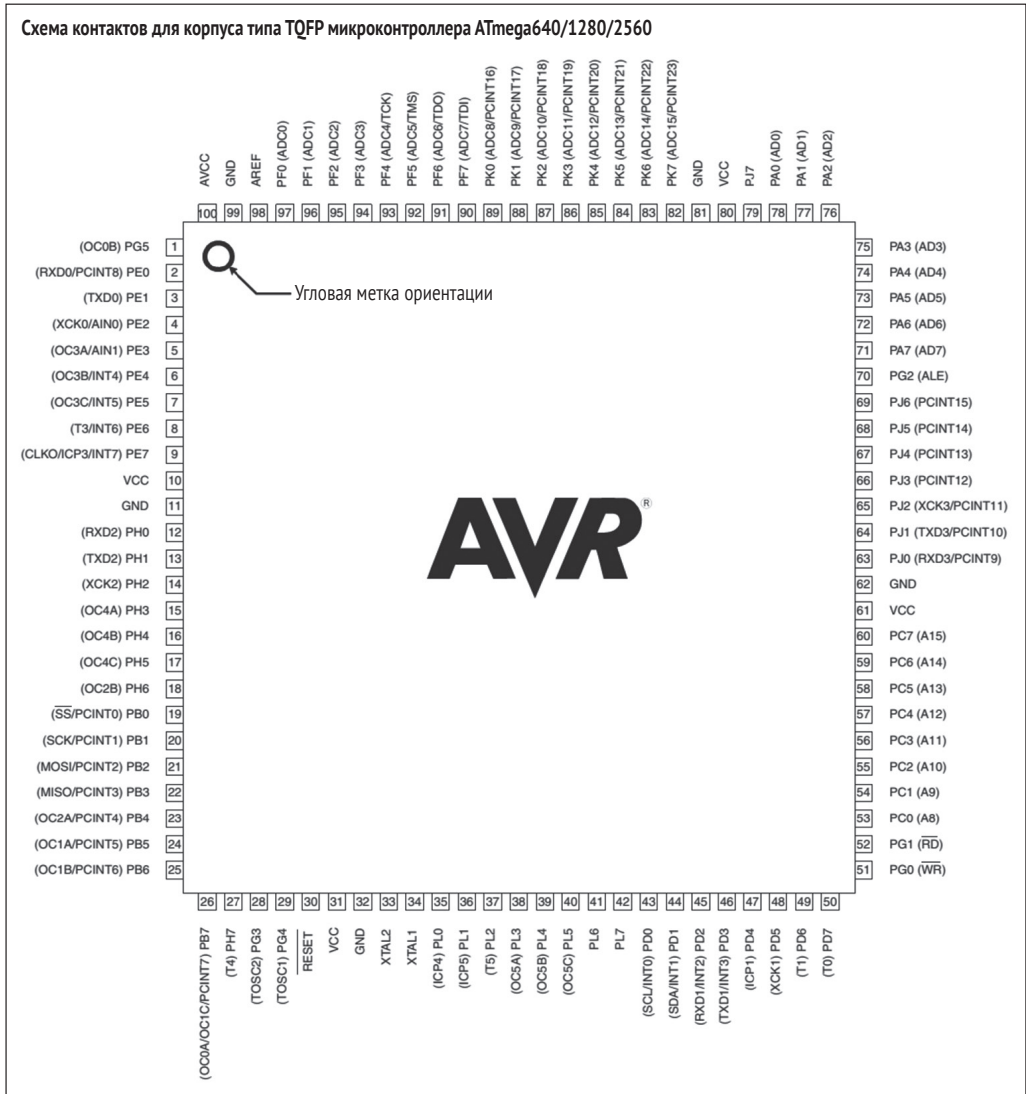 Схема контактов для корпуса типа TQFP микроконтроллера ATmega640/1280/2560
AVCC
GND
AREF
PF0 (ADC0)
PF1 (ADC1)
PF2 (ADC2)
PF3 (ADC3)
PF4 (ADC4/TCK)
PF5 (ADC5/TMS)
PF6 (ADC6/TDO)
PF7 (ADC7/TDI)
PK0 (ADC8/PCINT16)
PK1 (ADC9/PCINT17)
PK2 (ADC10/PCINT18)
PK3 (ADC11/PCINT19)
PK4 (ADC12/PCINT20)
PK5 (ADC13/PCINT21)
PK6 (ADC14/PCINT22)
PK7 (ADC15/PCINT23)
GND
VCC
PJ7
PA0 (AD0)
PA1 (AD1)
PA2 (AD2)
100 99 98 97 96 95 94 93 92 91 90 89 88 87 86 85 84 83 82 81 80 79 78 77 76
(OC0B) PG5 1
(RXD0/PCINT8) PE0 2
(TXD0) PE1 3
(XCK0/AIN0) PE2 4
(OC3A/AIN1) PE3 5
(OC3B/INT4) PE4 6
(OC3C/INT5) PE5 7
(T3/INT6) PE6 8
(CLKO/ICP3/INT7) PE7 9
VCC 10
GND 11
(RXD2) PH0 12
(TXD2) PH1 13
(XCK2) PH2 14
(OC4A) PH3 15
(OC4B) PH4 16
(OC4C) PH5 17
(OC2B) PH6 18
(SS/PCINT0) PB0 19
(SCK/PCINT1) PB1 20
(MOSI/PCINT2) PB2 21
(MISO/PCINT3) PB3 22
(OC2A/PCINT4) PB4 23
(OC1A/PCINT5) PB5 24
(OC1B/PCINT6) PB6 25
Угловая метка ориентации
AVR®
75 PA3 (AD3)
74 PA4 (AD4)
73 PA5 (AD5)
72 PA6 (AD6)
71 PA7 (AD7)
70 PG2 (ALE)
69 PJ6 (PCINT15)
68 PJ5 (PCINT14)
67 PJ4 (PCINT13)
66 PJ3 (PCINT12)
65 PJ2 (XCK3/PCINT11)
64 PJ1 (TXD3/PCINT10)
63 PJ0 (RXD3/PCINT9)
62 GND
61 VCC
60 PC7 (A15)
59 PC6 (A14)
58 PC5 (A13)
57 PC4 (A12)
56 PC3 (A11)
55 PC2 (A10)
54 PC1 (A9)
53 PC0 (A8)
52 PG1 (RD)
51 PG0 (WR)
26 27 28 29 30 31 32 33 34 35 36 37 38 39 40 41 42 43 44 45 46 47 48 49 50
(OC0A/OC1C/PCINT7) PB7
(T4) PH7
(TOSC2) PG3
(TOSC1) PG4
RESET
VCC
GND
XTAL2
XTAL1
(ICP4) PL0
(ICP5) PL1
(T5) PL2
(OC5A) PL3
(OC5B) PL4
(OC5C) PL5
PL6
PL7
(SCL/INT0) PD0
(SDA/INT1) PD1
(RXD1/INT2) PD2
(TXD1/INT3) PD3
(ICP1) PD4
(XCK1) PD5
(T1) PD6
(T0) PD7